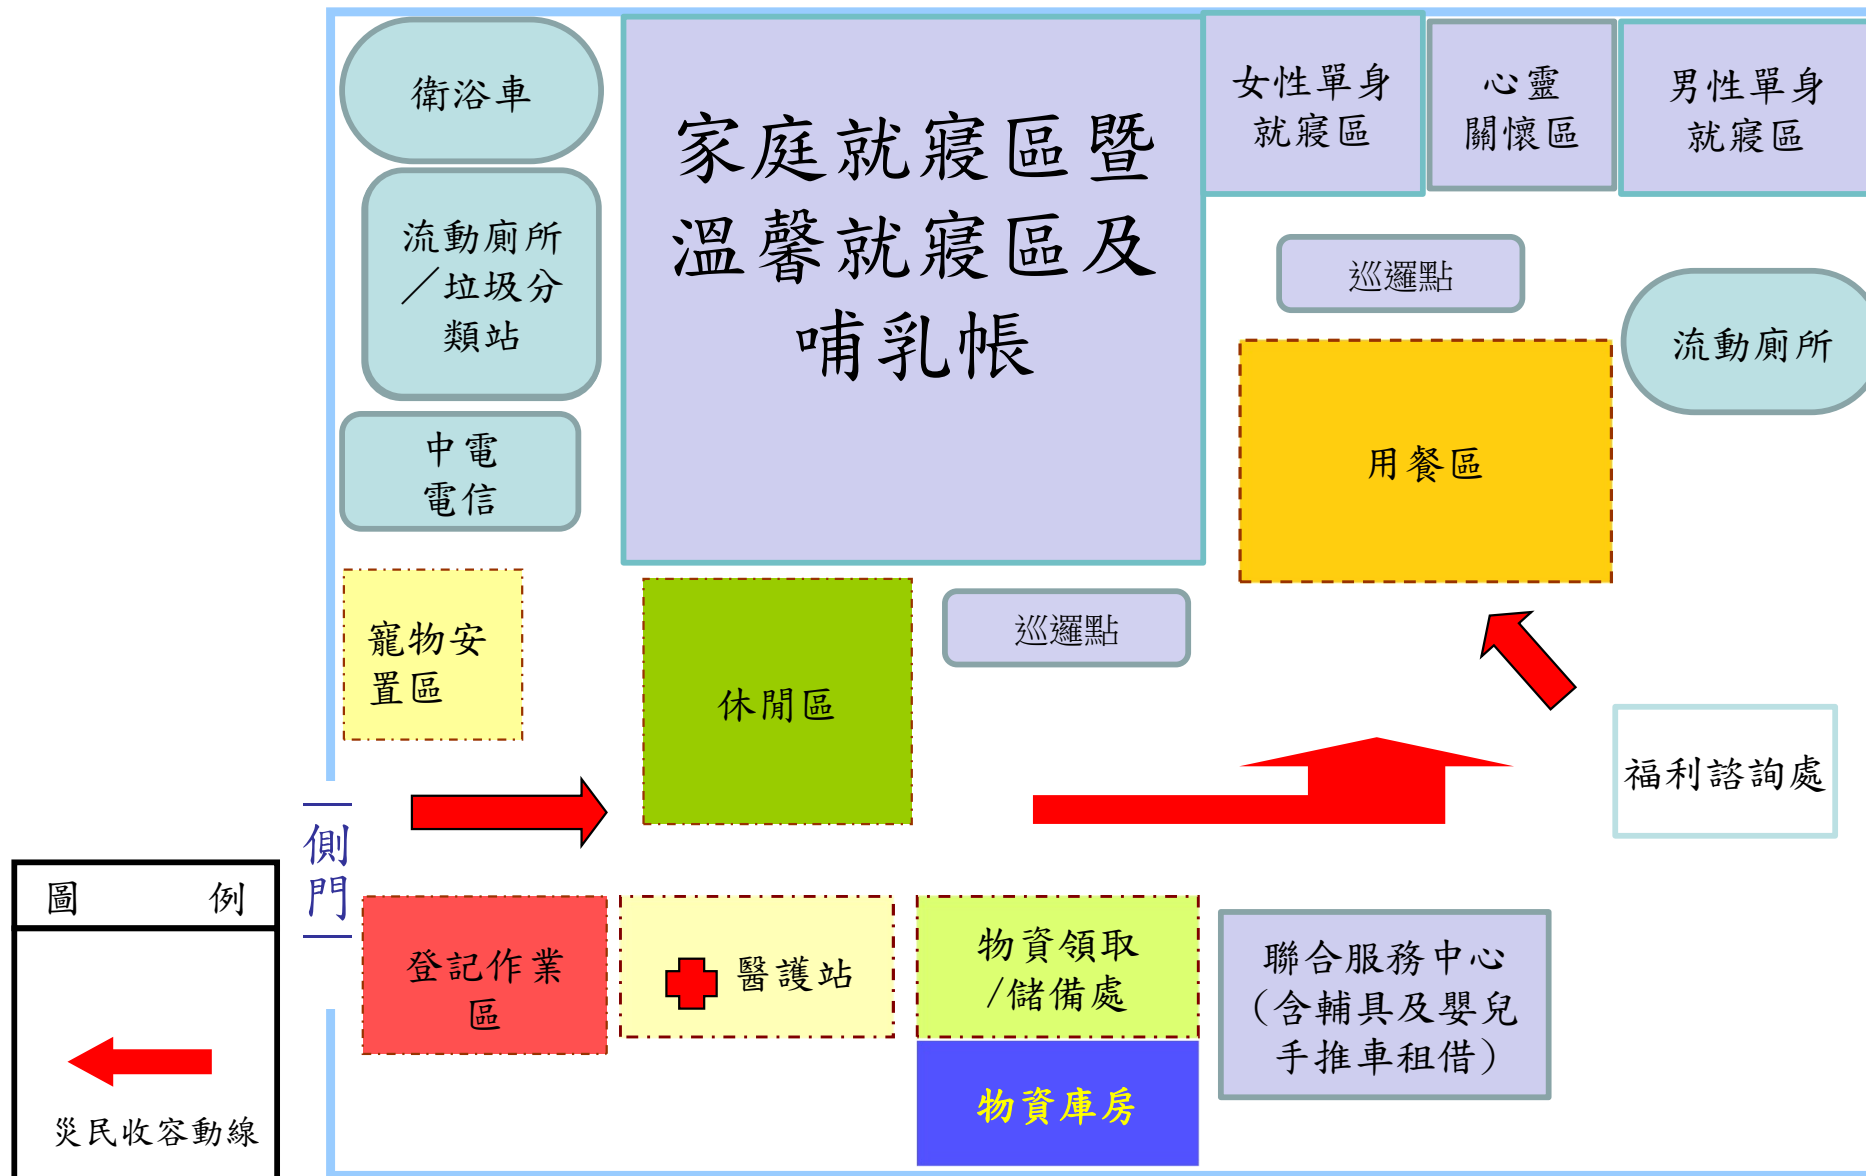 衛浴車
家庭就寢區暨
溫馨就寢區及
哺乳帳
女性單身
就寢區
心靈
關懷區
男性單身
就寢區
流動廁所
／垃圾分
類站
巡邏點
流動廁所
中電
電信
用餐區
寵物安
置區
休閒區
巡邏點
福利諮詢處
側門
圖 例
災民收容動線
登記作業
區
醫護站
物資領取
/儲備處
物資庫房
聯合服務中心
（含輔具及嬰兒
手推車租借）